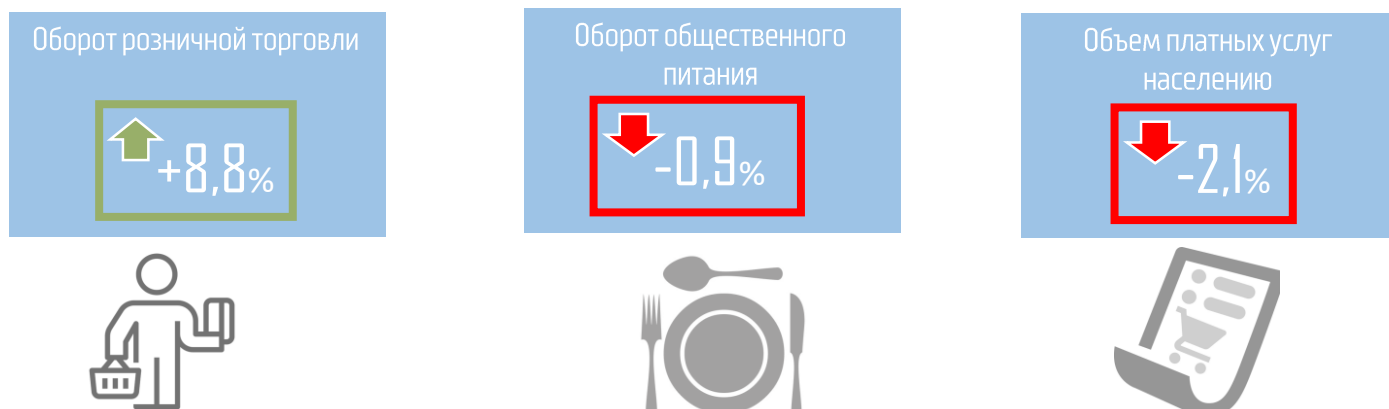 Оборот розничной торговли
+8,8%
Оборот общественного
питания
-0,9%
Объем платных услуг
населению
-2,1%